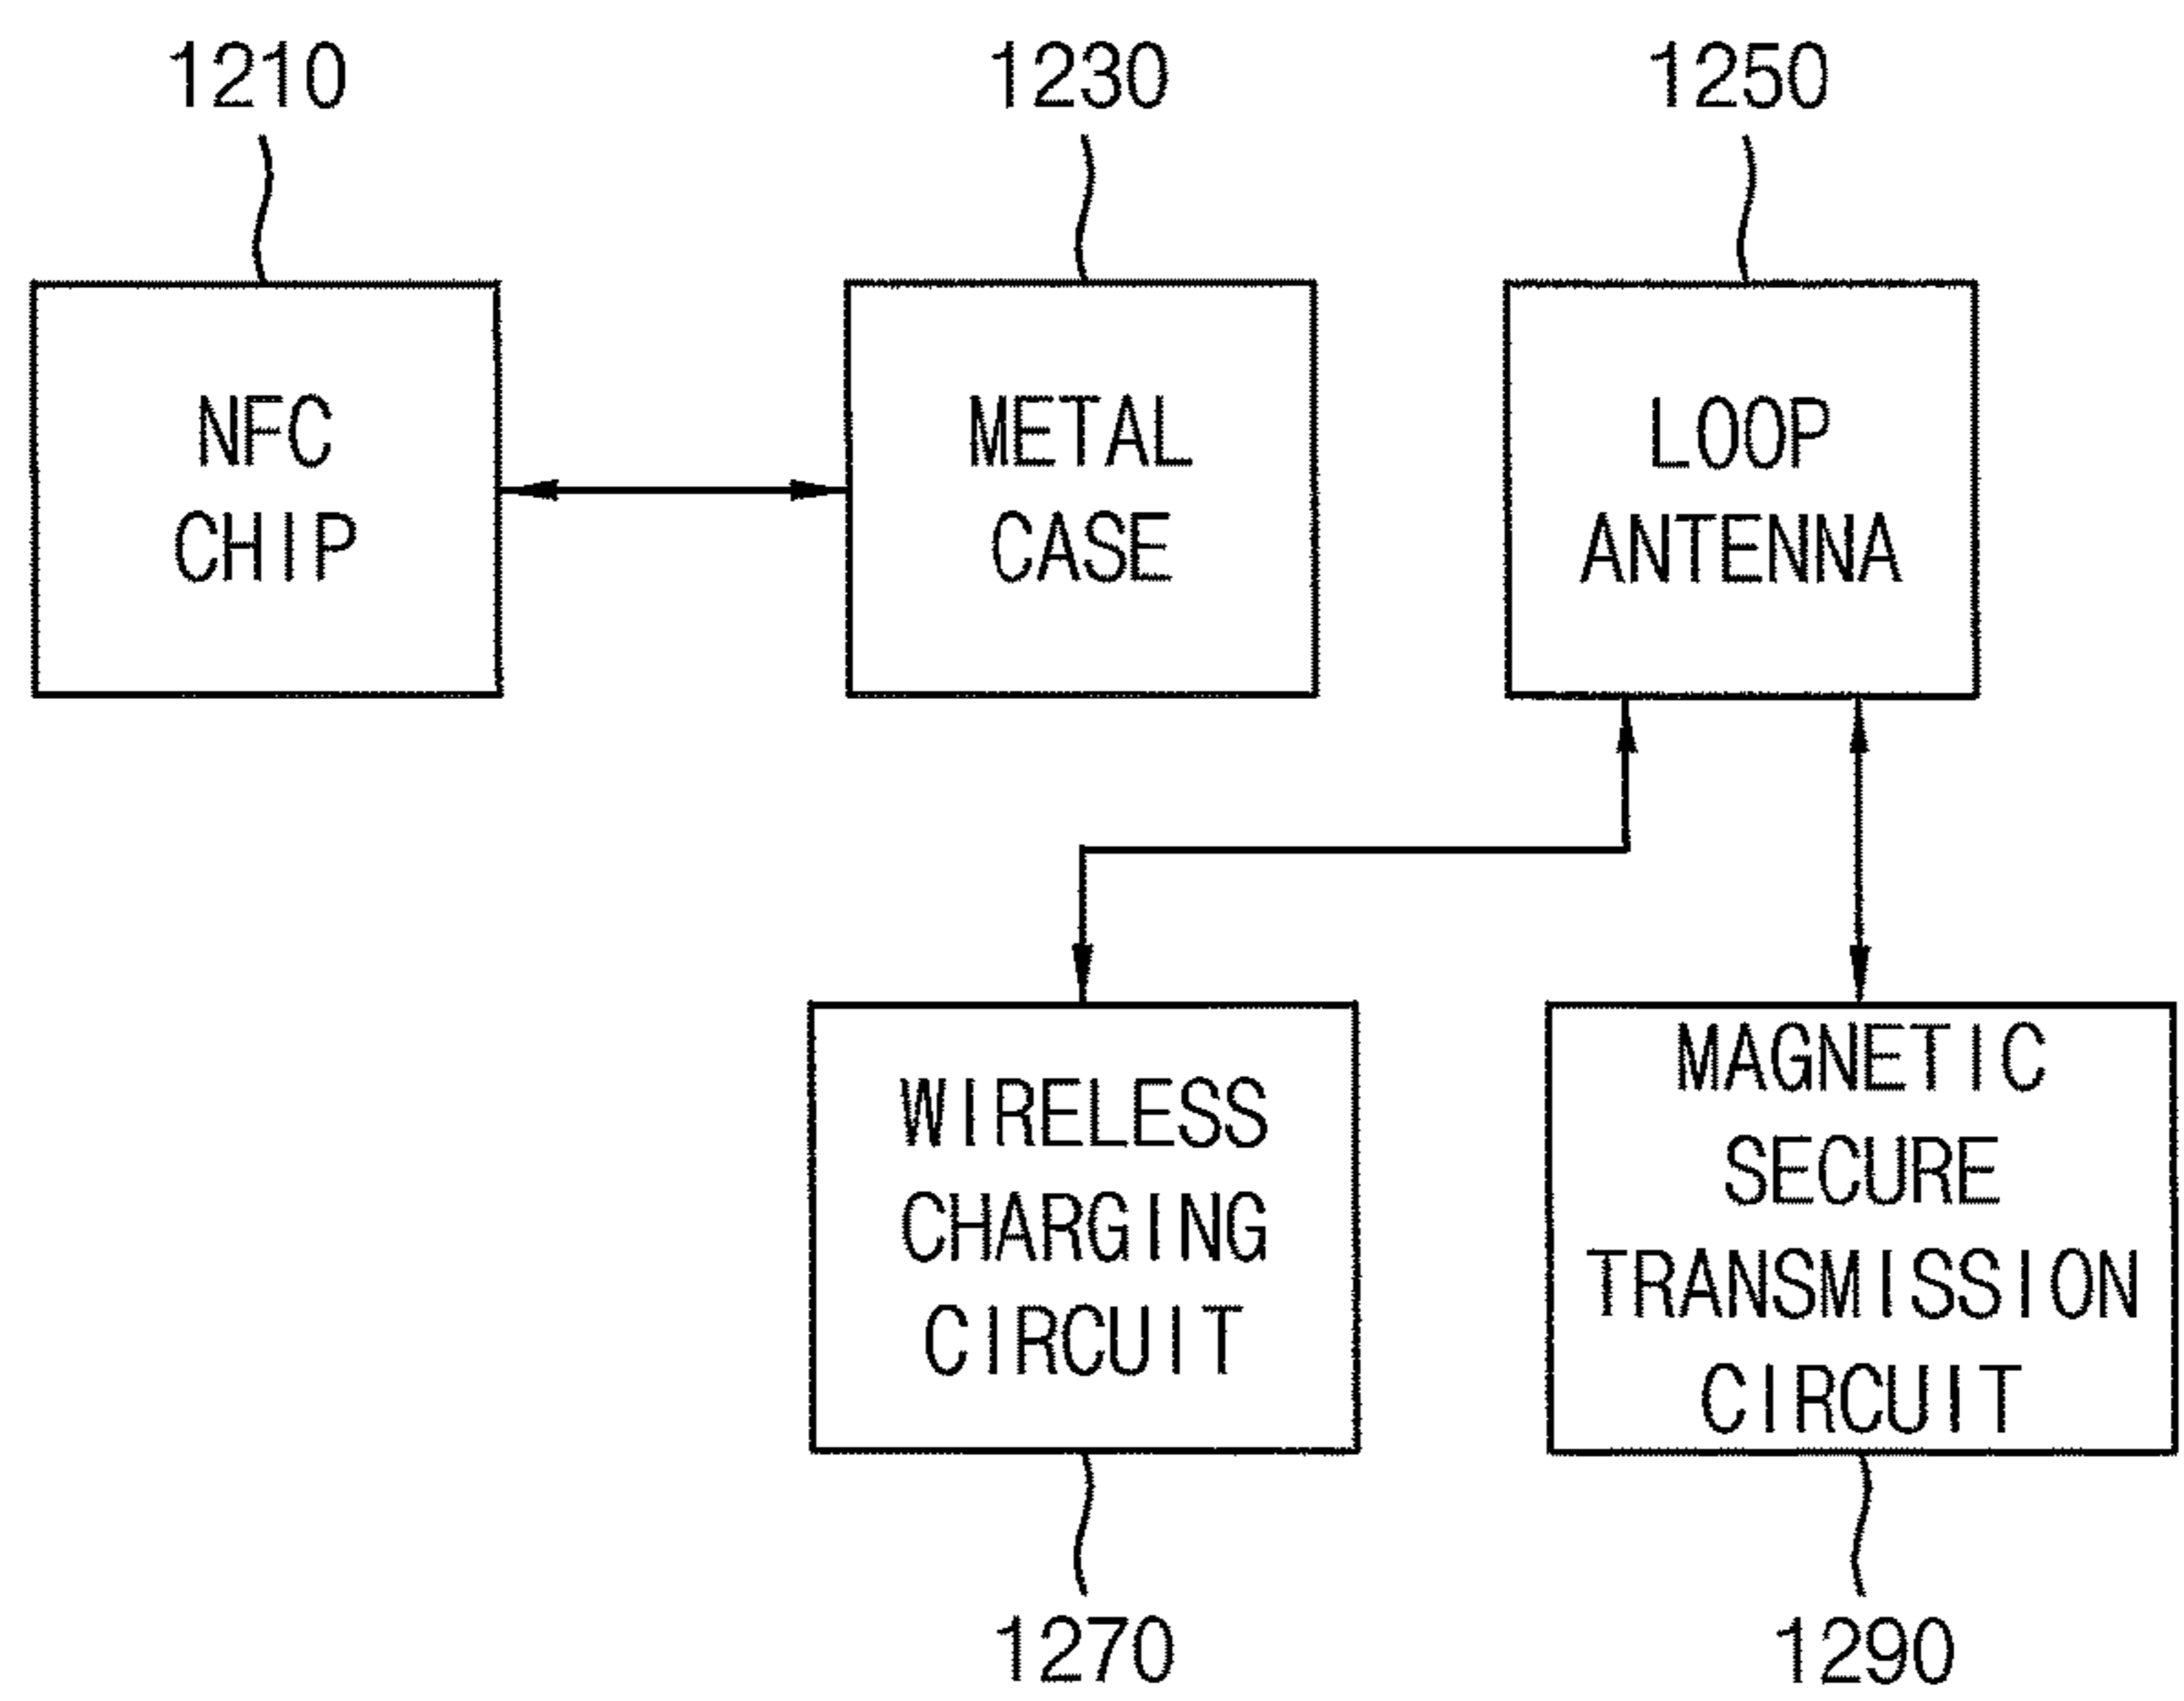 1210
1230
1250
NFC
CHIP
METAL
CASE
LOOP
ANTENNA
WIRELESS
CHARGING
CIRCUIT
MAGNETIC
SECURE
TRANSMISSION
CIRCUIT
1270
1290